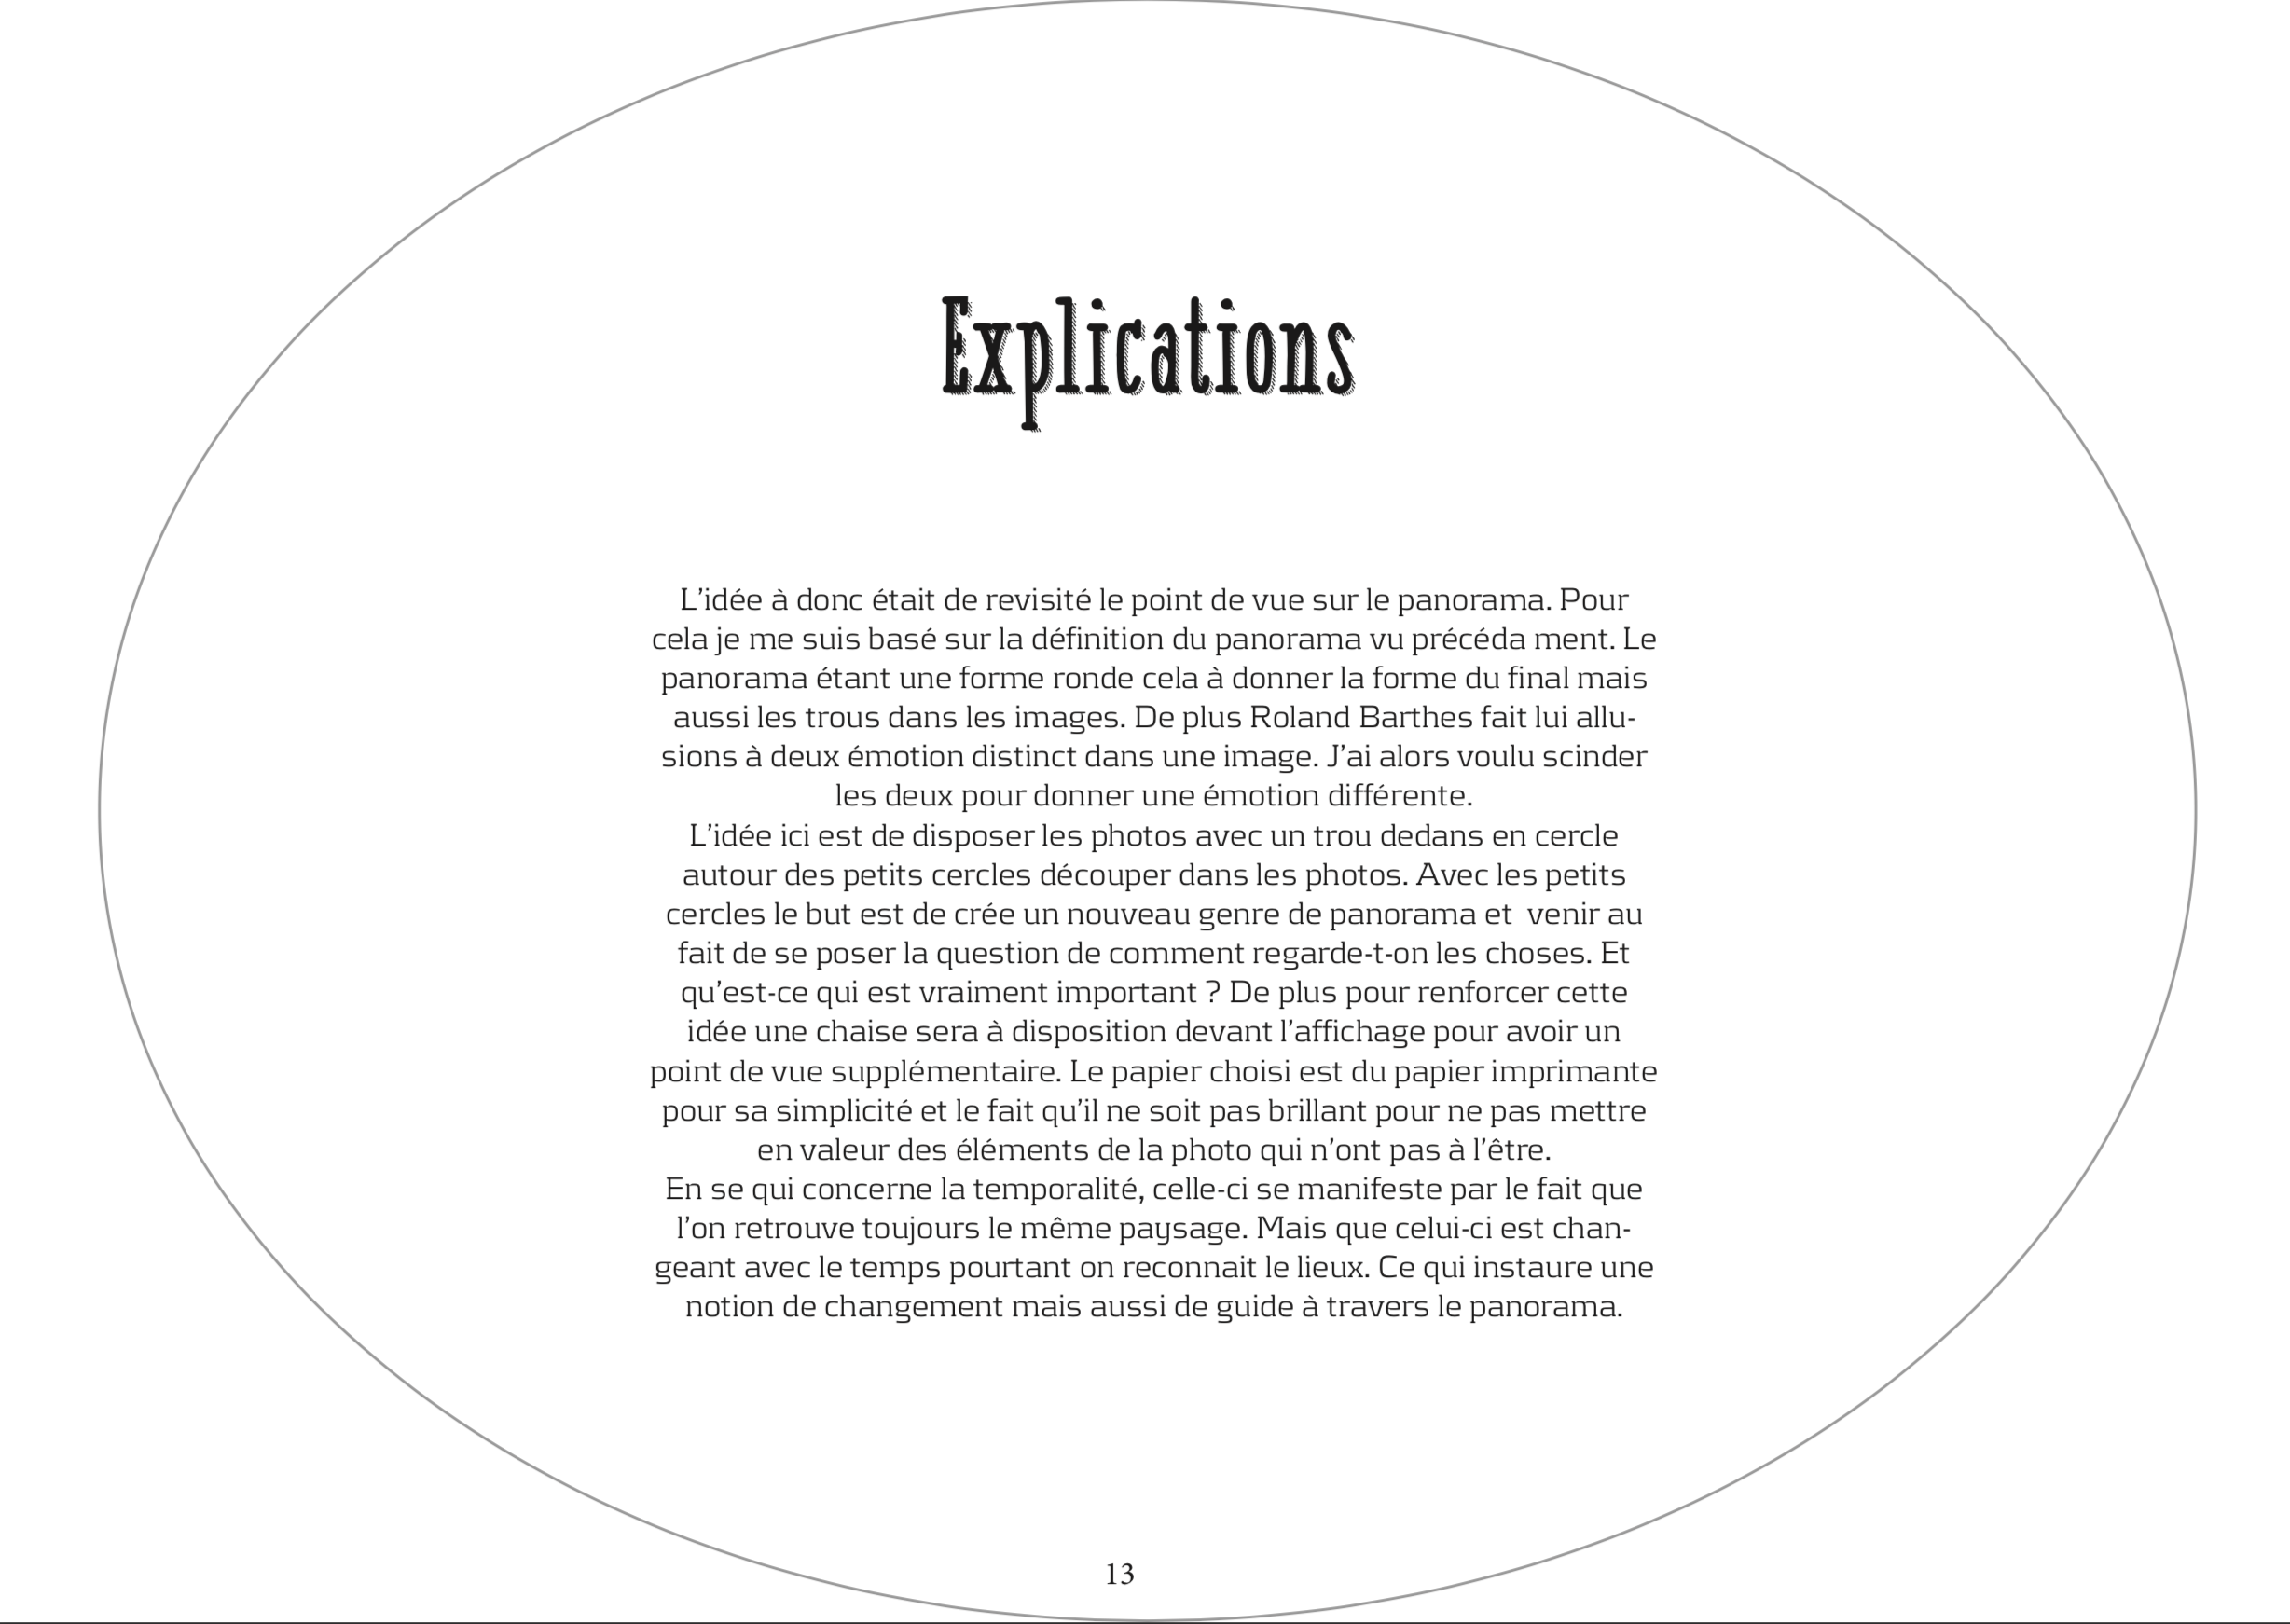 Explications
L’idée à donc était de revisité le point de vue sur le panorama. Pour
cela je me suis basé sur la définition du panorama vu précéda ment. Le
panorama étant une forme ronde cela à donner la forme du final mais
aussi les trous dans les images. De plus Roland Barthes fait lui allu-
sions à deux émotion distinct dans une image. J’ai alors voulu scinder
les deux pour donner une émotion différente.
L’idée ici est de disposer les photos avec un trou dedans en cercle
autour des petits cercles découper dans les photos. Avec les petits
cercles le but est de crée un nouveau genre de panorama et  venir au
fait de se poser la question de comment regarde-t-on les choses. Et
qu’est-ce qui est vraiment important ? De plus pour renforcer cette
idée une chaise sera à disposition devant l’affichage pour avoir un
point de vue supplémentaire. Le papier choisi est du papier imprimante
pour sa simplicité et le fait qu’il ne soit pas brillant pour ne pas mettre
en valeur des éléments de la photo qui n’ont pas à l’être.
En se qui concerne la temporalité, celle-ci se manifeste par le fait que
l’on retrouve toujours le même paysage. Mais que celui-ci est chan-
geant avec le temps pourtant on reconnait le lieux. Ce qui instaure une
notion de changement mais aussi de guide à travers le panorama.
13